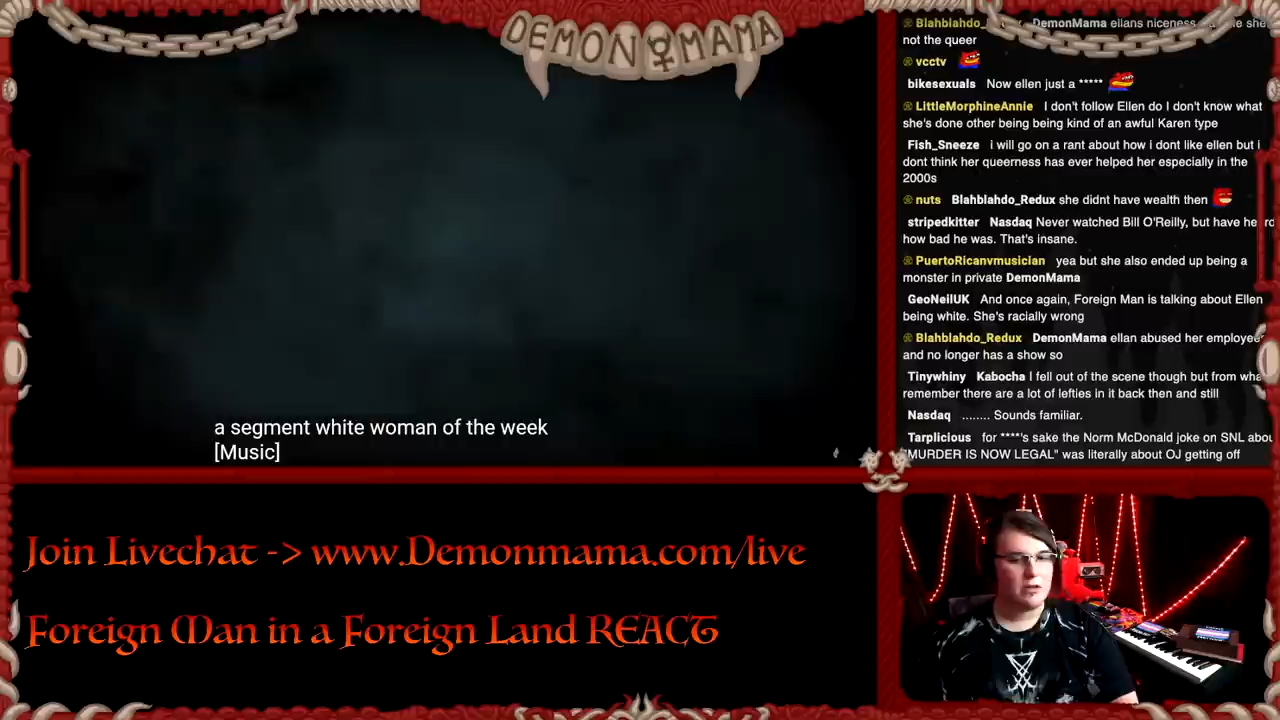 DEMON MAMA
a segment white woman of the week
[Music]
Blahblahdo_ DemonMama ellans niceness she
not the queer
vcctv
bikesexuals Now ellen just a *****
LittleMorphineAnnie I don't follow Ellen do I don't know what
she's done other being being kind of an awful Karen type
Fish_Sneeze i will go on a rant about how i dont like ellen but i
dont think her queerness has ever helped her especially in the
2000s
nuts Blahblahdo_Redux she didnt have wealth then
stripedkitter Nasdaq Never watched Bill O'Reilly, but have
how bad he was. That's insane.
PuertoRicanvmusician yea but she also ended up being a
monster in private DemonMama
GeoNeilUK And once again, Foreign Man is talking about Ellen
being white. She's racially wrong
Blahblahdo_Redux DemonMama ellan abused her employee
and no longer has a show so
Tinywhiny Kabocha I fell out of the scene though but from
remember there are a lot of lefties in it back then and still
Nasdaq ........ Sounds familiar.
Tarplicious for ****'s sake the Norm McDonald joke on SNL
"MURDER IS NOW LEGAL" was literally about OJ getting off
Join Livechat -> www.Demonmama.com/live
Foreign Man in a Foreign Land REACT